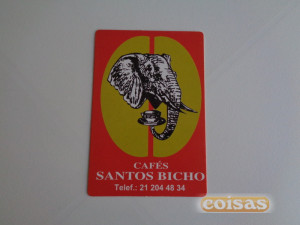 CAFÉS
SANTOS BICHO
Telef.: 21 204 48 34
coisas